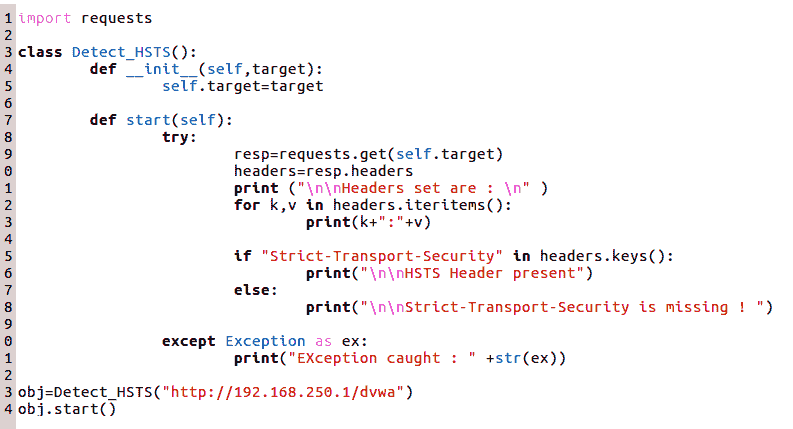 1 import requests
2
3 class Detect_HSTS():
4         def __init__(self,target):
5                 self.target=target
6
7         def start(self):
8                 try:
9                         resp=requests.get(self.target)
0                         headers=resp.headers
1                         print ("\n\nHeaders set are : \n" )
2                         for k,v in headers.iteritems():
3                                 print(k+":"+v)
4
5                         if "Strict-Transport-Security" in headers.keys():
6                                 print("\n\nHSTS Header present")
7                         else:
8                                 print("\n\nStrict-Transport-Security is missing ! ")
9
0                 except Exception as ex:
1                         print("EXception caught : " +str(ex))
2
3 obj=Detect_HSTS("http://192.168.250.1/dvwa")
4 obj.start()